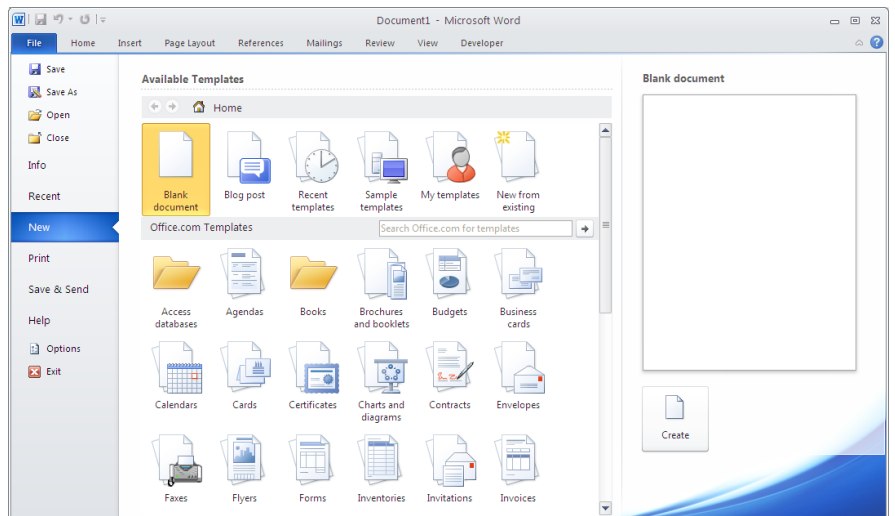 Document1 - Microsoft Word
File Home Insert Page Layout References Mailings Review View Developer
Save
Save As
Open
Close
Info
Recent
New
Print
Save & Send
Help
Options
Exit
Available Templates
Home
Blank document
Blog post
Recent templates
Sample templates
My templates
New from existing
Office.com Templates
Search Office.com for templates
Access databases
Agendas
Books
Brochures and booklets
Budgets
Business cards
Calendars
Cards
Certificates
Charts and diagrams
Contracts
Envelopes
Faxes
Flyers
Forms
Inventories
Invitations
Invoices
Blank document
Create